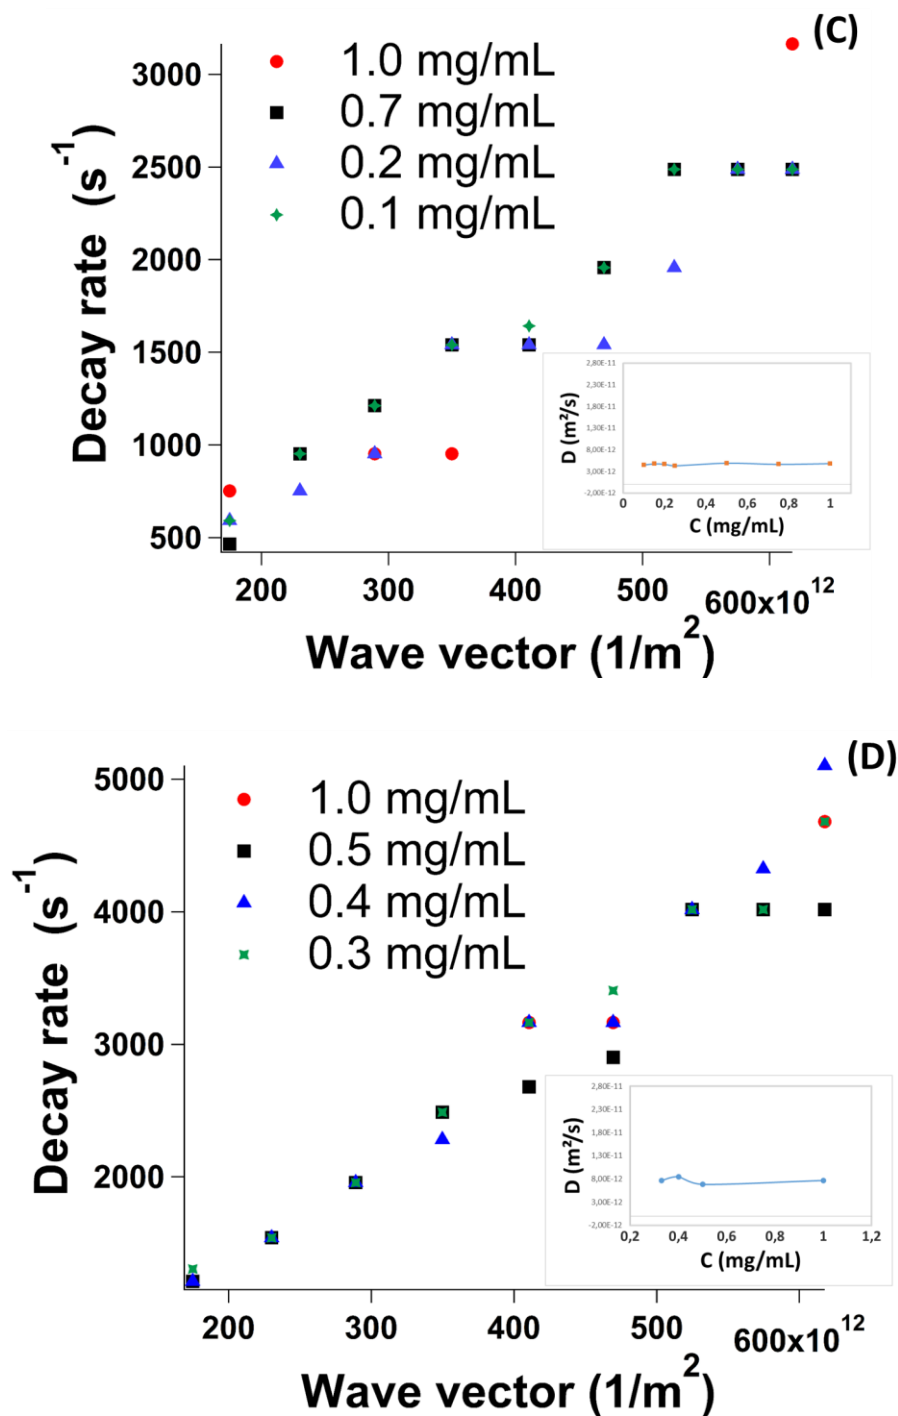 (C)
1.0 mg/mL
0.7 mg/mL
0.2 mg/mL
0.1 mg/mL
Decay rate (s⁻¹)
3000
2500
2000
1500
1000
500
200
300
400
500
600x10¹²
Wave vector (1/m²)
D (m²/s)
2,80E-11
2,30E-11
1,80E-11
1,30E-11
8,00E-12
3,00E-12
-2,00E-12
0
0,2
0,4
0,6
0,8
1
C (mg/mL)
(D)
1.0 mg/mL
0.5 mg/mL
0.4 mg/mL
0.3 mg/mL
Decay rate (s⁻¹)
5000
4000
3000
2000
200
300
400
500
600x10¹²
Wave vector (1/m²)
D (m²/s)
2,80E-11
2,30E-11
1,80E-11
1,30E-11
8,00E-12
3,00E-12
-2,00E-12
0,2
0,4
0,6
0,8
1
1,2
C (mg/mL)